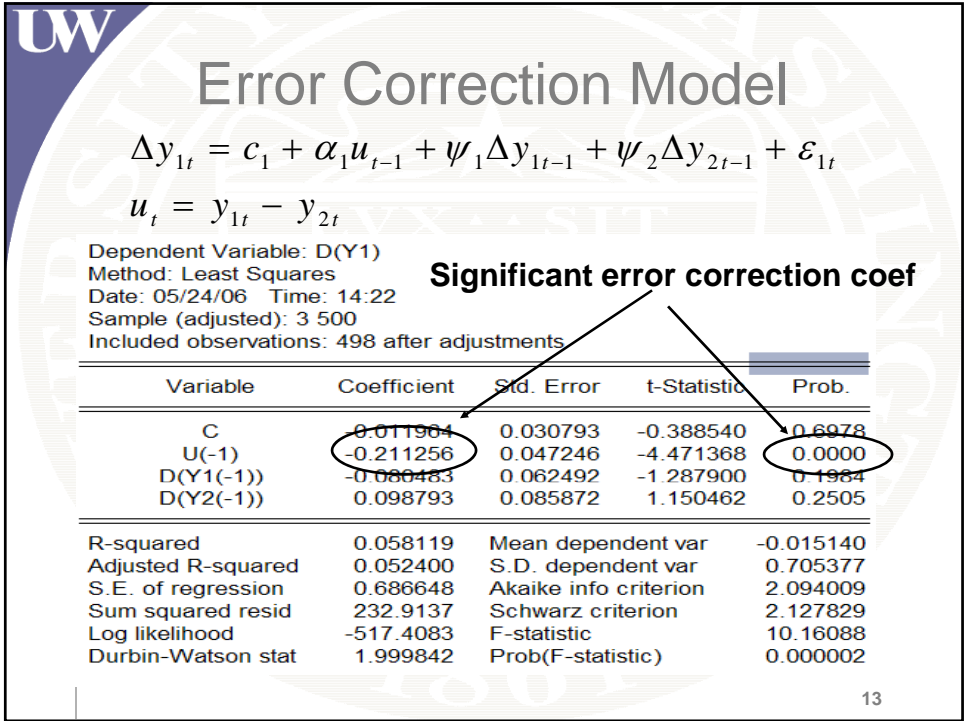 UW
Error Correction Model
Δy₁ₜ = c₁ + α₁uₜ₋₁ + ψ₁Δy₁ₜ₋₁ + ψ₂Δy₂ₜ₋₁ + ε₁ₜ
uₜ = y₁ₜ − y₂ₜ
Dependent Variable: D(Y1)
Method: Least Squares
Date: 05/24/06 Time: 14:22
Sample (adjusted): 3 500
Included observations: 498 after adjustments
Significant error correction coef
Variable Coefficient Std. Error t-Statistic Prob.
C -0.011964 0.030793 -0.388540 0.6978
U(-1) -0.211256 0.047246 -4.471368 0.0000
D(Y1(-1)) -0.080483 0.062492 -1.287900 0.1984
D(Y2(-1)) 0.098793 0.085872 1.150462 0.2505
R-squared 0.058119 Mean dependent var -0.015140
Adjusted R-squared 0.052400 S.D. dependent var 0.705377
S.E. of regression 0.686648 Akaike info criterion 2.094009
Sum squared resid 232.9137 Schwarz criterion 2.127829
Log likelihood -517.4083 F-statistic 10.16088
Durbin-Watson stat 1.999842 Prob(F-statistic) 0.000002
13